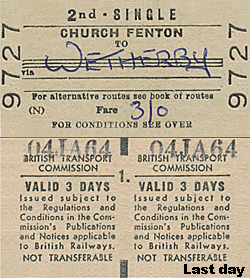 2nd · SINGLE
CHURCH FENTON
TO
WETHERBY
via
For alternative routes see book of routes
(N) Fare 3/0
FOR CONDITIONS SEE OVER
9727
9727
04JA64 04JA64
BRITISH TRANSPORT COMMISSION
1.
VALID 3 DAYS
Issued subject to
the Regulations and
Conditions in the Com-
mission's Publications
and Notices applicable
to British Railways.
NOT TRANSFERABLE
BRITISH TRANSPORT COMMISSION
VALID 3 DAYS
Issued subject to
the Regulations and
Conditions in the Com-
mission's Publications
and Notices applicable
to British Railways.
NOT TRANSFERABLE
Last day